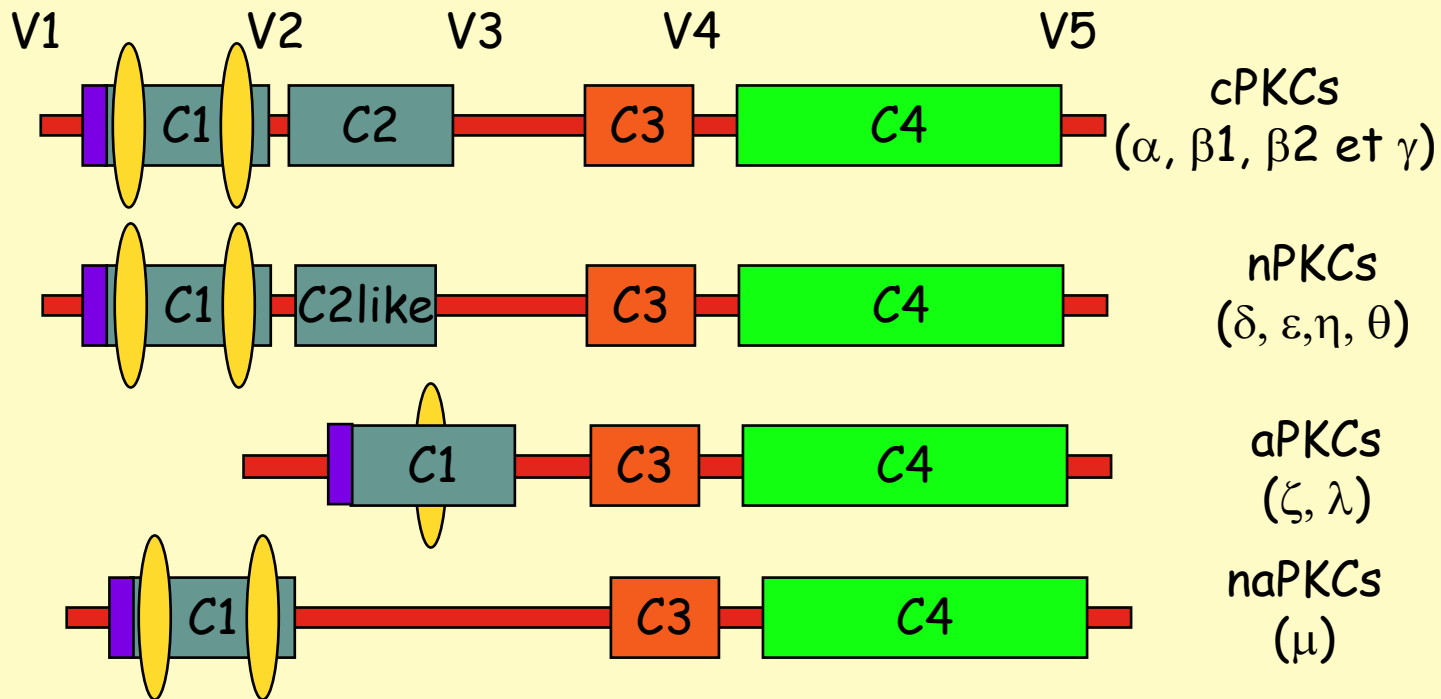 V1 V2 V3 V4 V5
C1 C2 C3 C4
cPKCs
(α, β1, β2 et γ)
C1 C2like C3 C4
nPKCs
(δ, ε,η, θ)
C1 C3 C4
aPKCs
(ζ, λ)
C1 C3 C4
naPKCs
(μ)